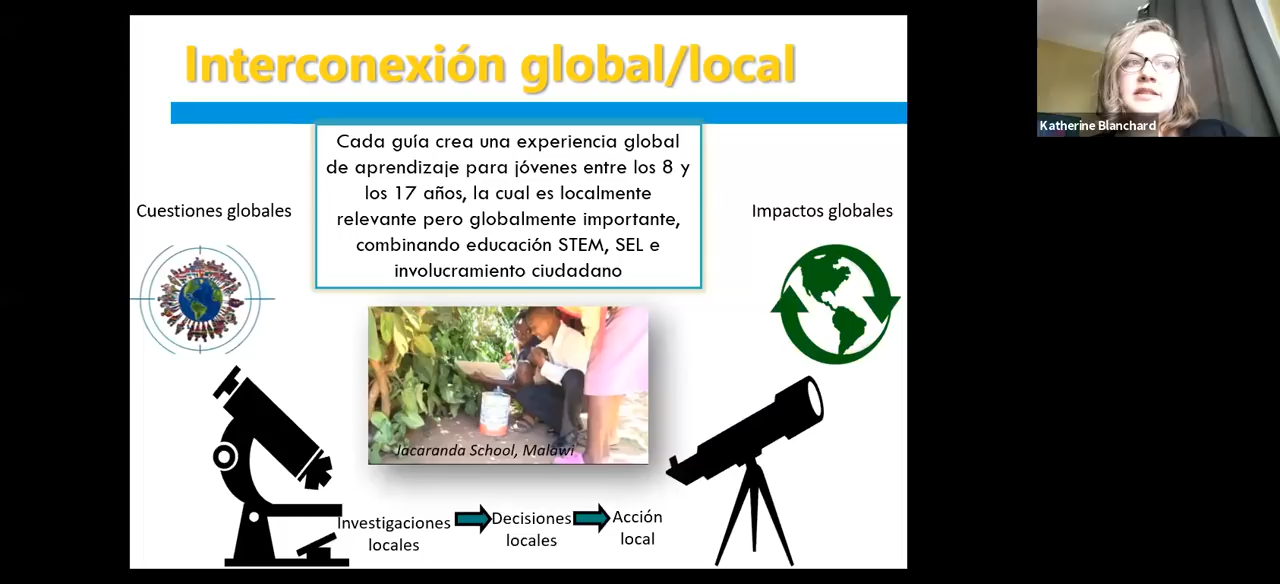 Interconexión global/local
Cada guía crea una experiencia global
de aprendizaje para jóvenes entre los 8 y
los 17 años, la cual es localmente
relevante pero globalmente importante,
combinando educación STEM, SEL e
involucramiento ciudadano
Cuestiones globales
Impactos globales
Jacaranda School, Malawi
Investigaciones
locales
Decisiones
locales
Acción
local
Katherine Blanchard